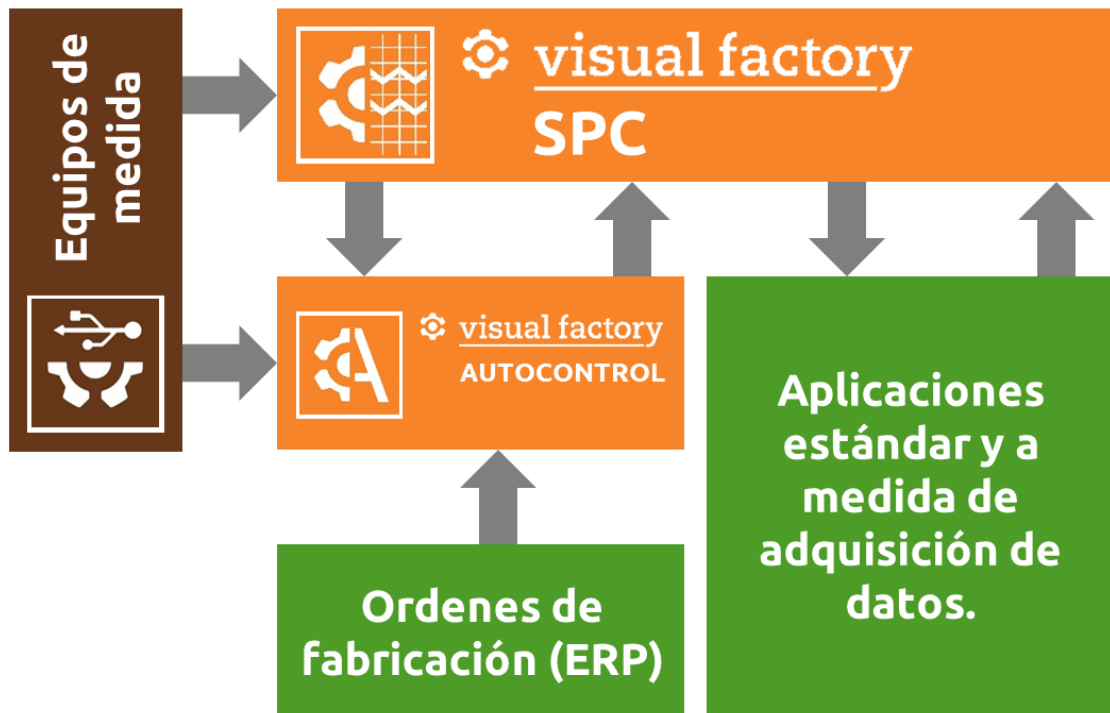 Equipos de
medida
visual factory
SPC
visual factory
AUTOCONTROL
Aplicaciones
estándar y a
medida de
adquisición de
datos.
Ordenes de
fabricación (ERP)